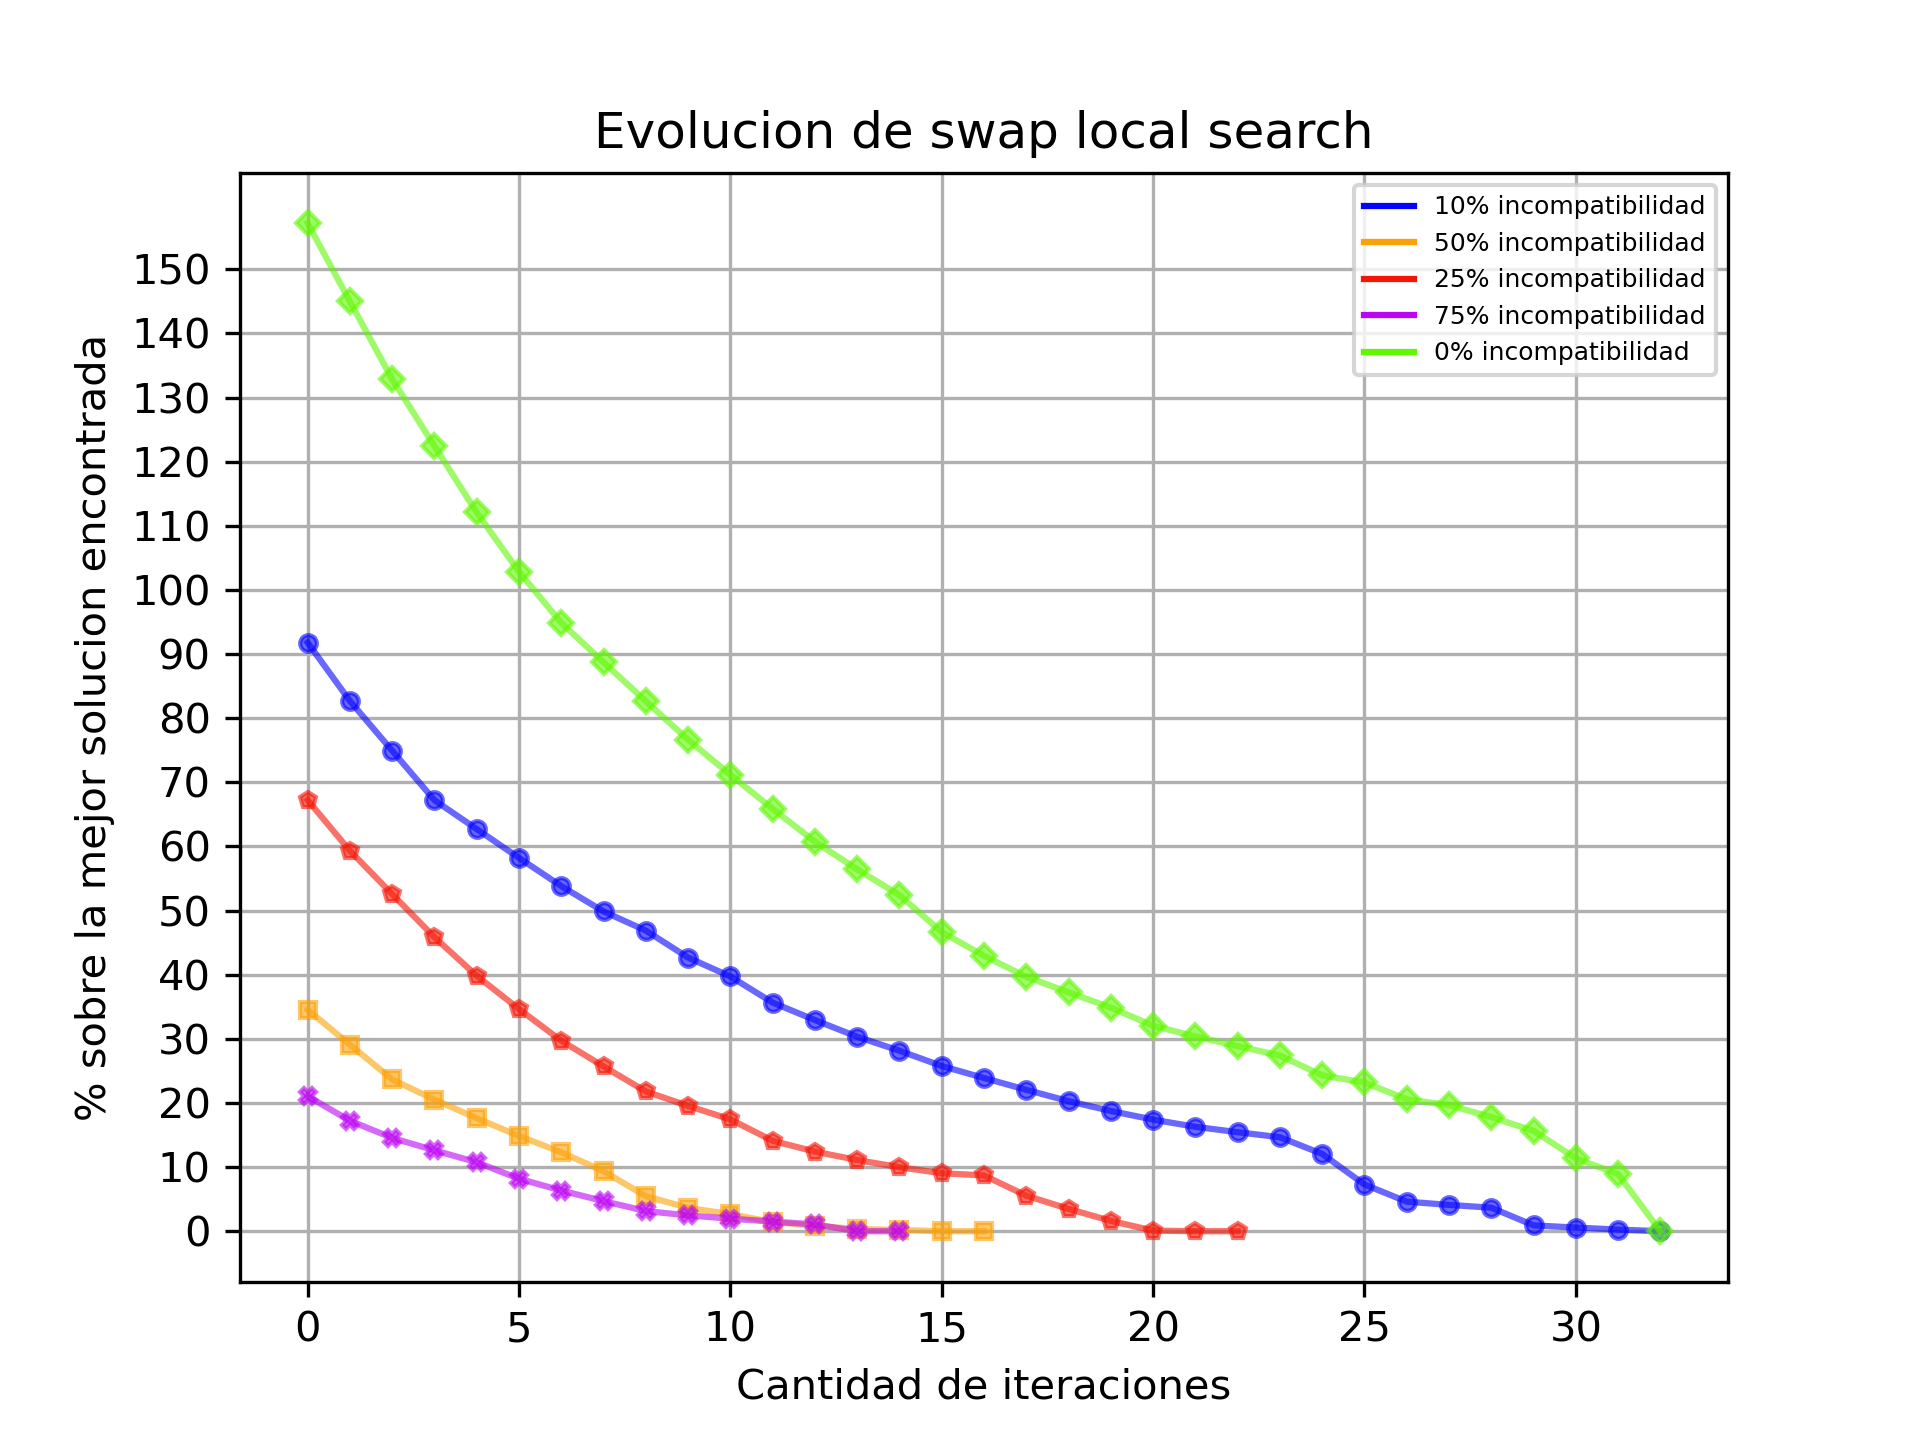 Evolucion de swap local search
% sobre la mejor solucion encontrada
150
140
130
120
110
100
90
80
70
60
50
40
30
20
10
0
10% incompatibilidad
50% incompatibilidad
25% incompatibilidad
75% incompatibilidad
0% incompatibilidad
0 5 10 15 20 25 30
Cantidad de iteraciones